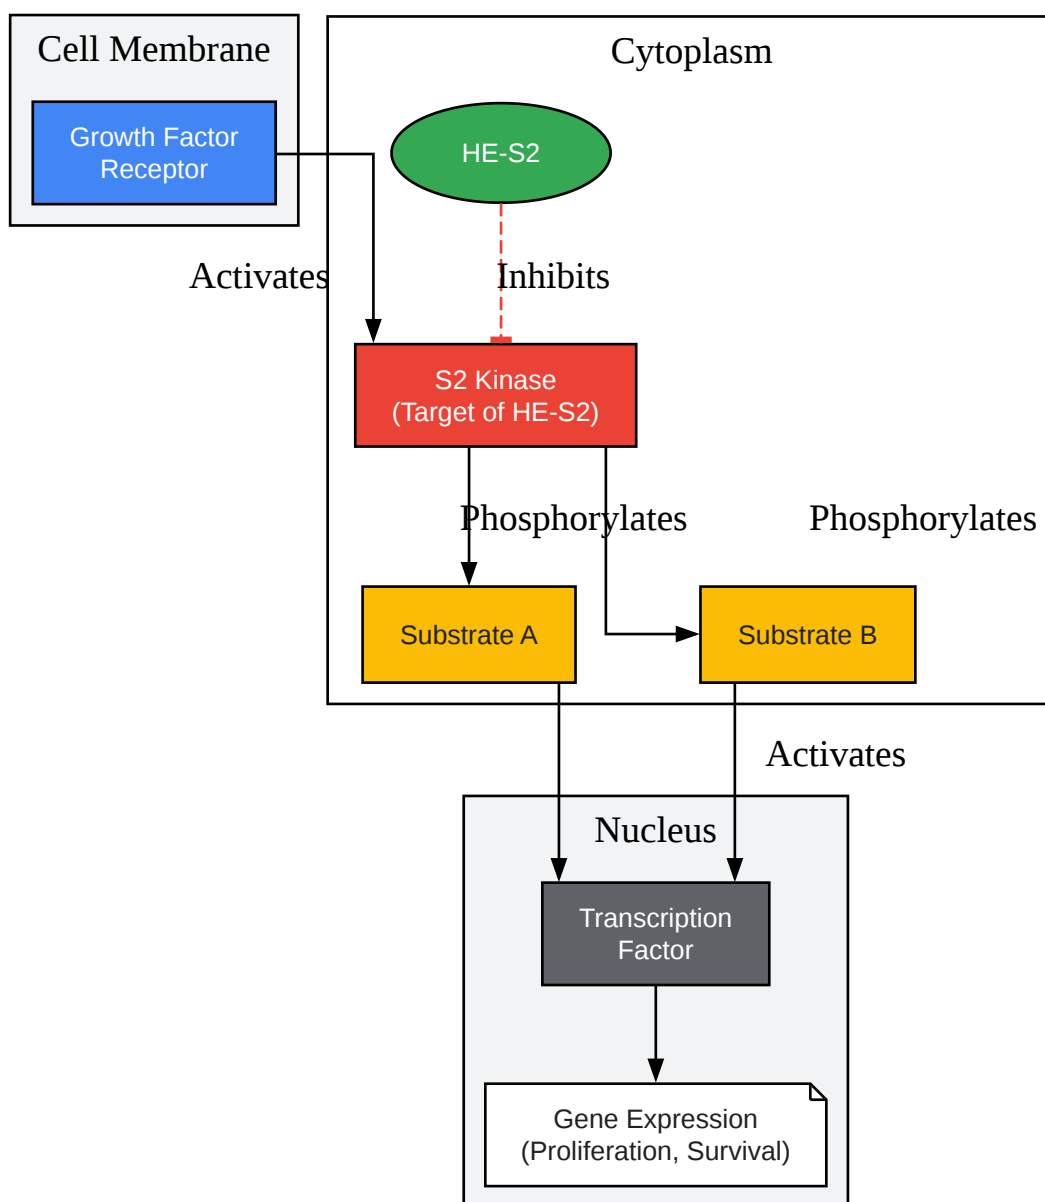 Cell Membrane
Cytoplasm
Growth Factor
Receptor
HE-S2
Activates
Inhibits
S2 Kinase
(Target of HE-S2)
Phosphorylates
Phosphorylates
Substrate A
Substrate B
Activates
Nucleus
Transcription
Factor
Gene Expression
(Proliferation, Survival)